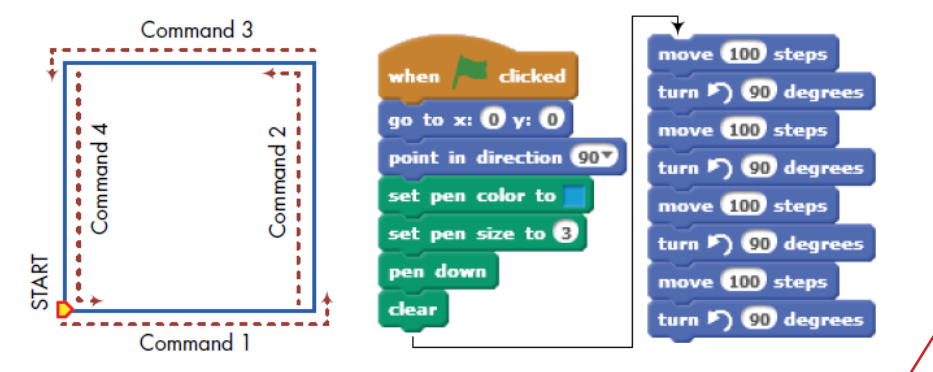 Command 3
Command 4
Command 2
START
Command 1
when clicked
go to x: 0 y: 0
point in direction 90
set pen color to
set pen size to 3
pen down
clear
move 100 steps
turn 90 degrees
move 100 steps
turn 90 degrees
move 100 steps
turn 90 degrees
move 100 steps
turn 90 degrees